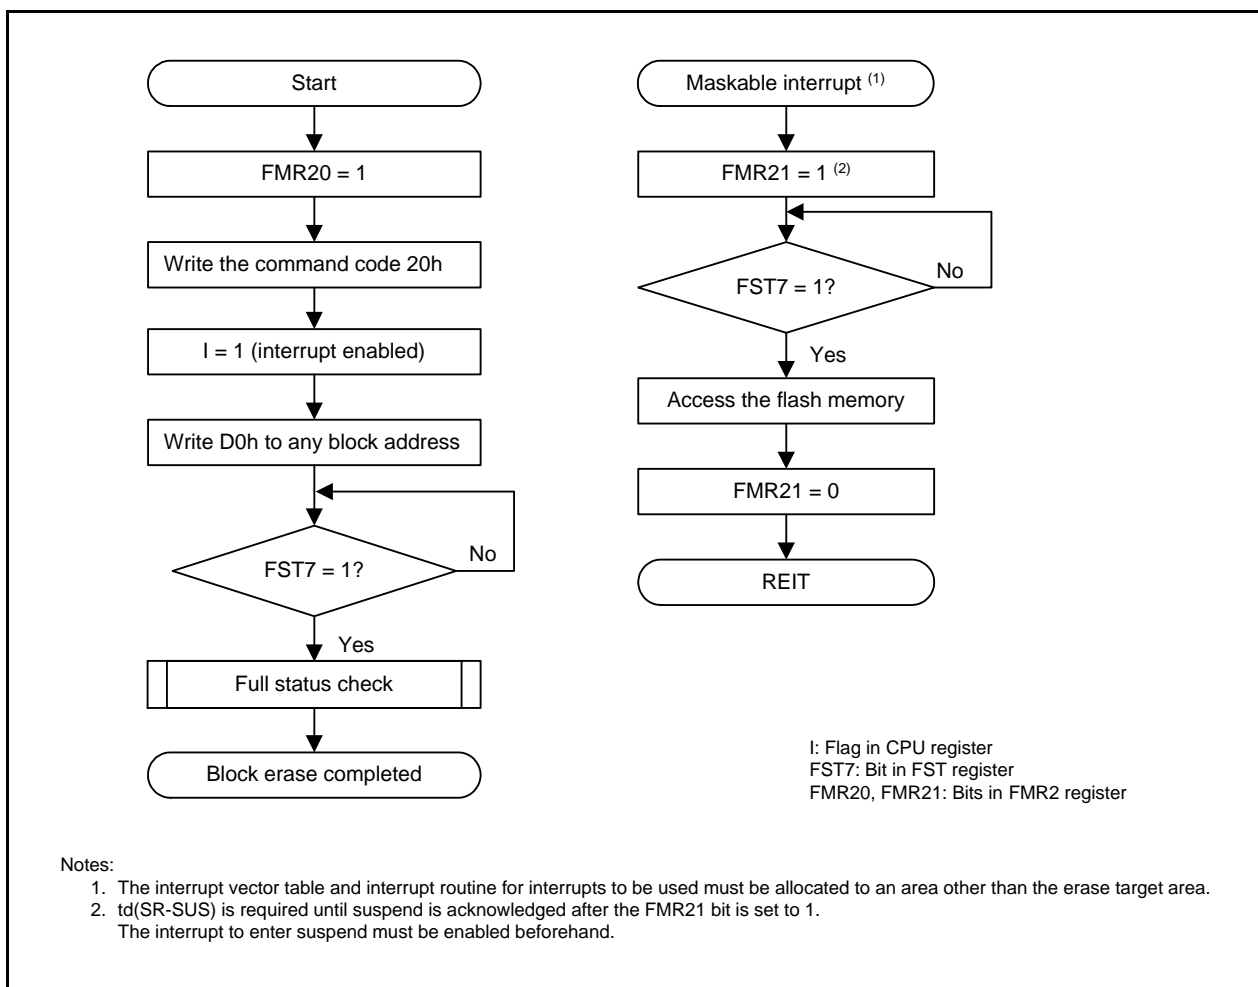 Start
FMR20 = 1
Write the command code 20h
I = 1 (interrupt enabled)
Write D0h to any block address
FST7 = 1?
No
Yes
Full status check
Block erase completed
Maskable interrupt (1)
FMR21 = 1 (2)
FST7 = 1?
No
Yes
Access the flash memory
FMR21 = 0
REIT
I: Flag in CPU register
FST7: Bit in FST register
FMR20, FMR21: Bits in FMR2 register
Notes:
1. The interrupt vector table and interrupt routine for interrupts to be used must be allocated to an area other than the erase target area.
2. td(SR-SUS) is required until suspend is acknowledged after the FMR21 bit is set to 1.
The interrupt to enter suspend must be enabled beforehand.